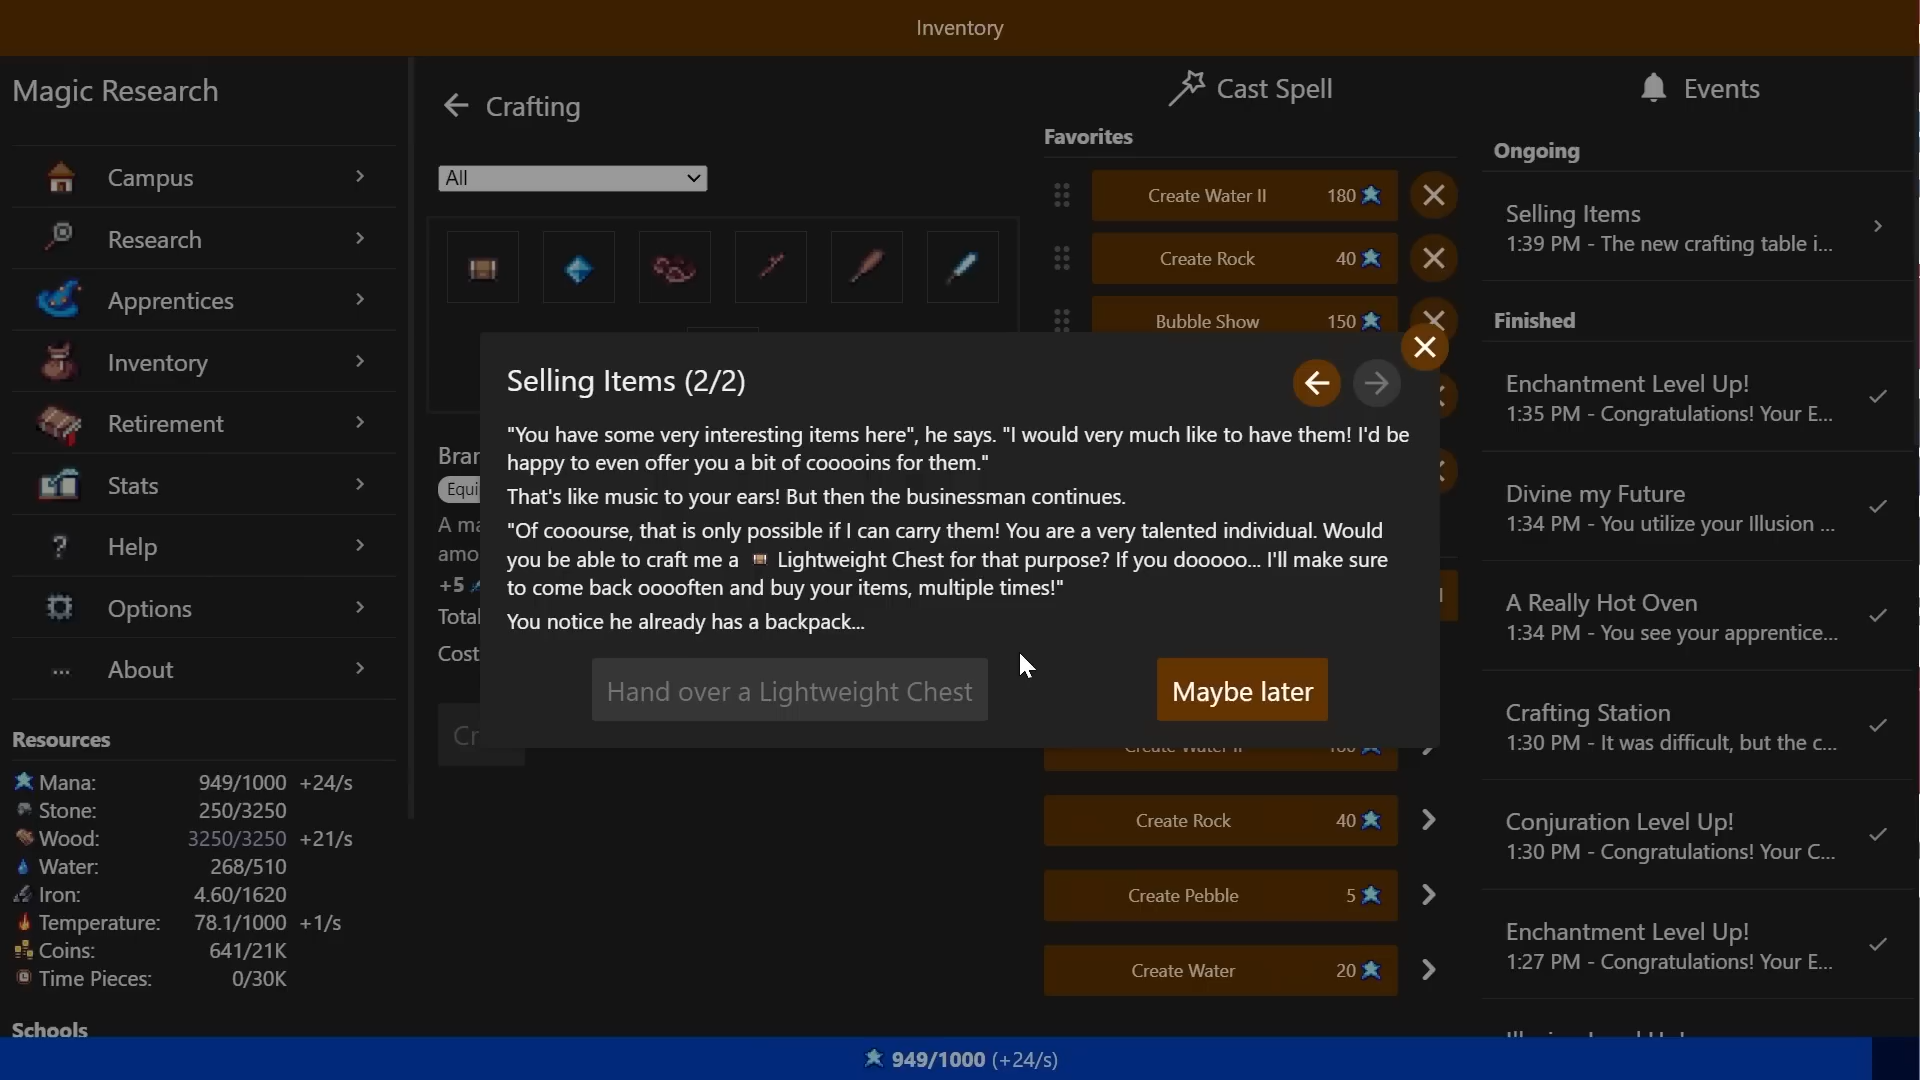 Inventory
Magic Research
Campus
Research
Apprentices
Inventory
Retirement
Stats
Help
Options
About
Resources
Mana: 949/1000 +24/s
Stone: 250/3250
Wood: 3250/3250 +21/s
Water: 268/510
Iron: 4.60/1620
Temperature: 78.1/1000 +1/s
Coins: 641/21K
Time Pieces: 0/30K
Schools
Crafting
All
Equi
A ma
amo
+5
Total
Cost
Cr
Selling Items (2/2)
"You have some very interesting items here", he says. "I would very much like to have them! I'd be
happy to even offer you a bit of cooooins for them."
That's like music to your ears! But then the businessman continues.
"Of cooourse, that is only possible if I can carry them! You are a very talented individual. Would
you be able to craft me a Lightweight Chest for that purpose? If you dooooo... I'll make sure
to come back ooooften and buy your items, multiple times!"
You notice he already has a backpack...
Hand over a Lightweight Chest
Maybe later
Cast Spell
Favorites
Create Water II 180
Create Rock 40
Bubble Show 150
Create Water II 180
Create Rock 40
Create Pebble 5
Create Water 20
Events
Ongoing
Selling Items
1:39 PM - The new crafting table i...
Finished
Enchantment Level Up!
1:35 PM - Congratulations! Your E...
Divine my Future
1:34 PM - You utilize your Illusion ...
A Really Hot Oven
1:34 PM - You see your apprentice...
Crafting Station
1:30 PM - It was difficult, but the c...
Conjuration Level Up!
1:30 PM - Congratulations! Your C...
Enchantment Level Up!
1:27 PM - Congratulations! Your E...
949/1000 (+24/s)